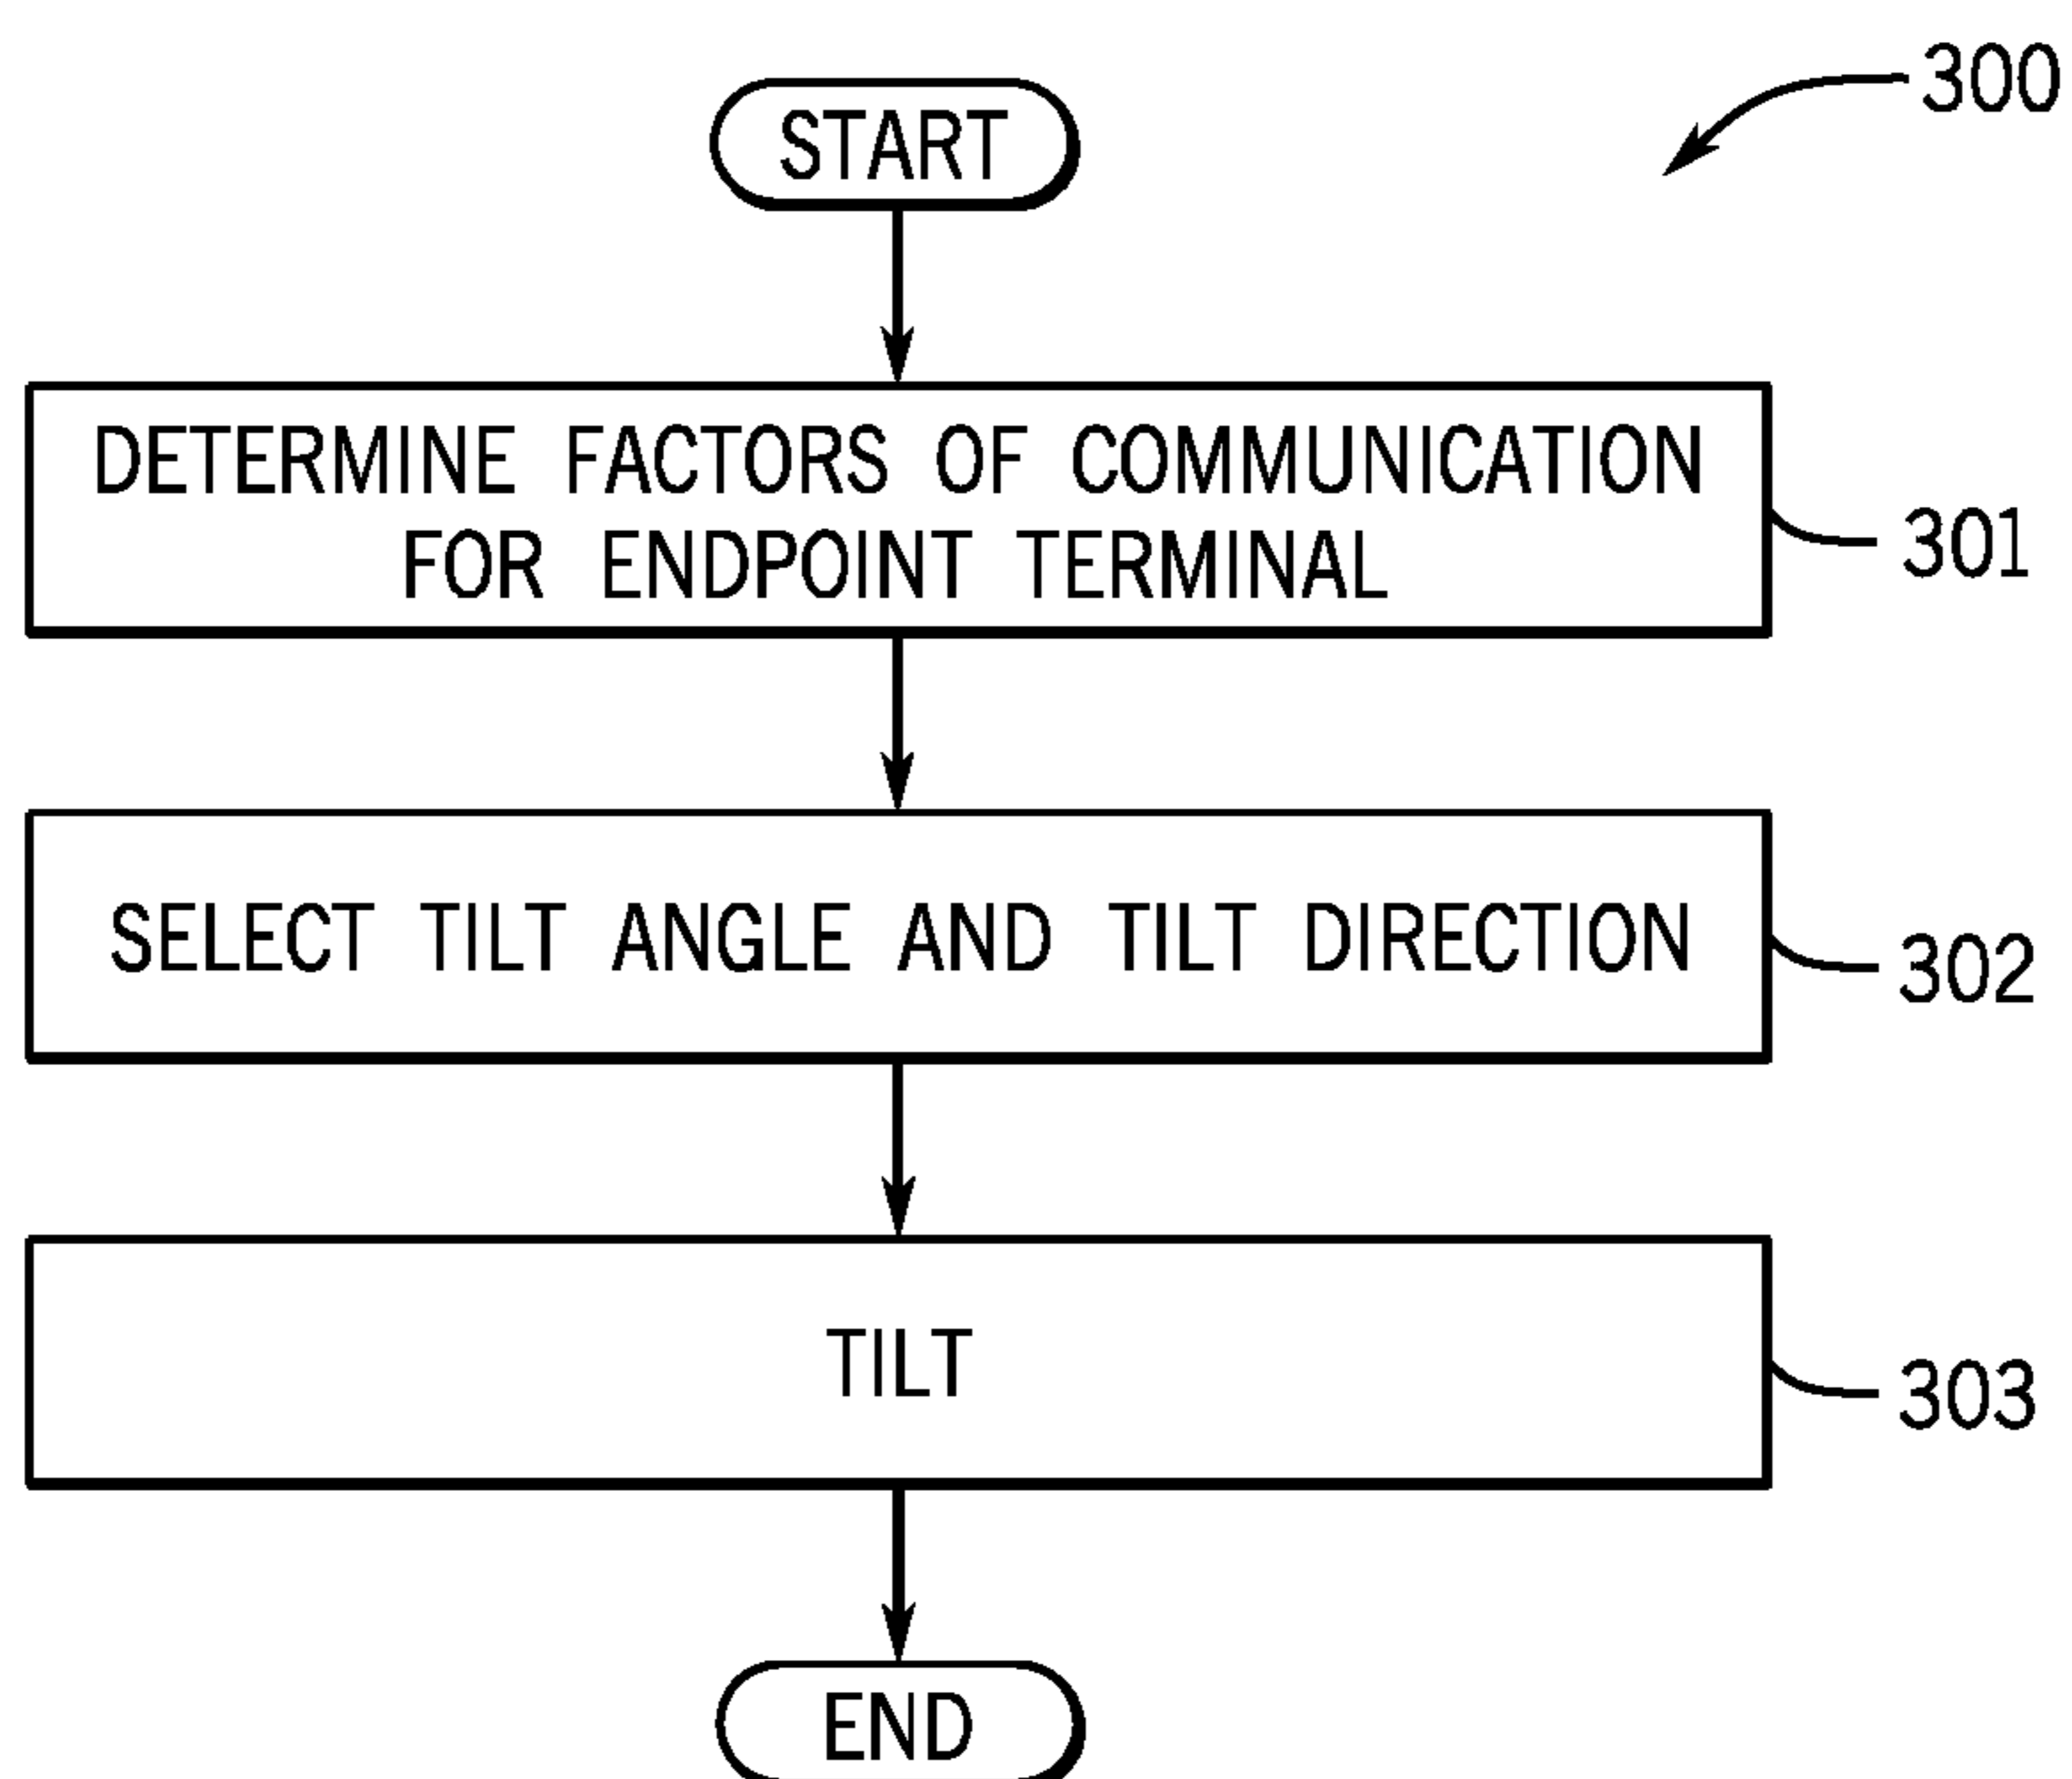 START
300
DETERMINE FACTORS OF COMMUNICATION
FOR ENDPOINT TERMINAL
301
SELECT TILT ANGLE AND TILT DIRECTION
302
TILT
303
END